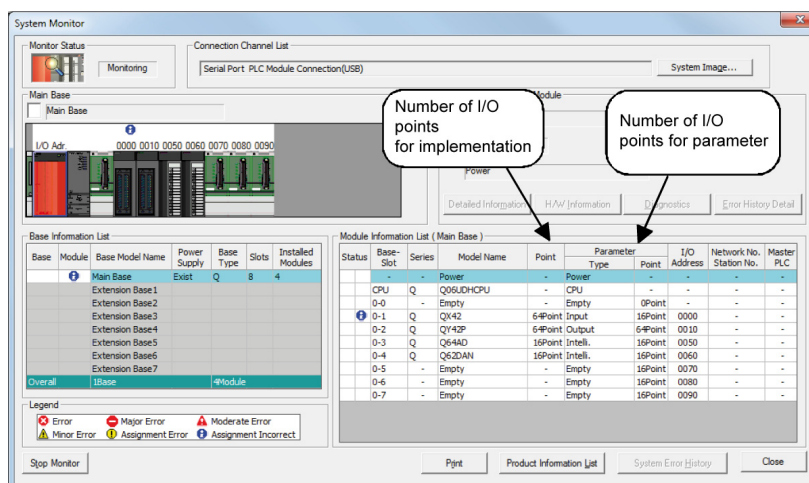 System Monitor
Monitor Status
Monitoring
Connection Channel List
Serial Port PLC Module Connection(USB)
System Image...
Main Base
Main Base
Module
Number of I/O
points
for implementation
Number of I/O
points for parameter
I/O Adr. 0000 0010 0050 0060 0070 0080 0090
Power
Detailed Information
H/W Information
Diagnostics
Error History Detail
Base Information List
Base Module Base Model Name Power Supply Base Type Slots Installed Modules
Main Base Exist Q 8 4
Extension Base1
Extension Base2
Extension Base3
Extension Base4
Extension Base5
Extension Base6
Extension Base7
Overall 1Base 4Module
Module Information List (Main Base)
Status Base-Slot Series Model Name Point Parameter Type Point I/O Address Network No. Station No. Master PLC
- - Power - Power - - - -
CPU Q Q06UDHCPU - CPU - - - -
0-0 - Empty - Empty 0Point - - -
0-1 Q QX42 64Point Input 16Point 0000 - -
0-2 Q QY42P 64Point Output 64Point 0010 - -
0-3 Q Q64AD 16Point Intelli. 16Point 0050 - -
0-4 Q Q62DAN 16Point Intelli. 16Point 0060 - -
0-5 - Empty - Empty 16Point 0070 - -
0-6 - Empty - Empty 16Point 0080 - -
0-7 - Empty - Empty 16Point 0090 - -
Legend
Error Major Error Moderate Error
Minor Error Assignment Error Assignment Incorrect
Stop Monitor
Print
Product Information List
System Error History
Close